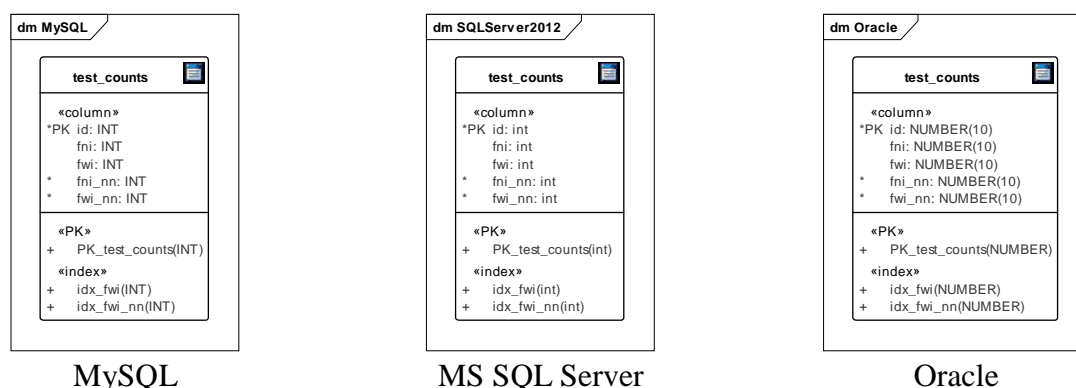 dm MySQL
test_counts
«column»
*PK id: INT
fni: INT
fwi: INT
* fni_nn: INT
* fwi_nn: INT
«PK»
+ PK_test_counts(INT)
«index»
+ idx_fwi(INT)
+ idx_fwi_nn(INT)
MySQL
dm SQLServer2012
test_counts
«column»
*PK id: int
fni: int
fwi: int
* fni_nn: int
* fwi_nn: int
«PK»
+ PK_test_counts(int)
«index»
+ idx_fwi(int)
+ idx_fwi_nn(int)
MS SQL Server
dm Oracle
test_counts
«column»
*PK id: NUMBER(10)
fni: NUMBER(10)
fwi: NUMBER(10)
* fni_nn: NUMBER(10)
* fwi_nn: NUMBER(10)
«PK»
+ PK_test_counts(NUMBER)
«index»
+ idx_fwi(NUMBER)
+ idx_fwi_nn(NUMBER)
Oracle